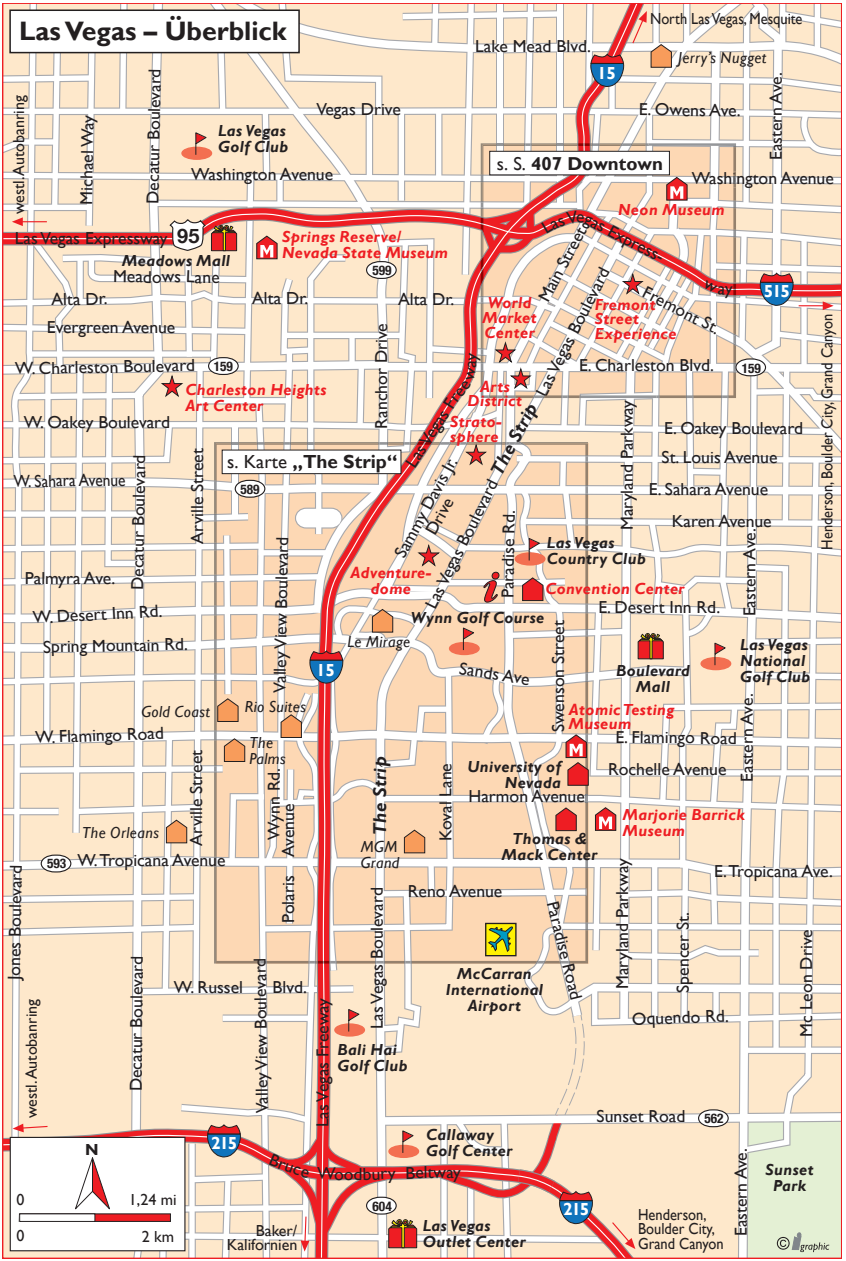 Las Vegas – Überblick
North Las Vegas, Mesquite
Lake Mead Blvd.
15
Jerry's Nugget
Eastern Ave.
westl. Autobanring
Michael Way
Decatur Boulevard
Vegas Drive
E. Owens Ave.
Las Vegas
Golf Club
s. S. 407 Downtown
Washington Avenue
Washington Avenue
M
Neon Museum
Las Vegas Expressway
95
Meadows Mall
Meadows Lane
M
Springs Reserve/
Nevada State Museum
599
Las Vegas Express-
way
515
Main Street
Las Vegas Boulevard
Fremont St.
Fremont
Street
Experience
Alta Dr.
Alta Dr.
Alta Dr.
World
Market
Center
Evergreen Avenue
Ranchor Drive
W. Charleston Boulevard
159
E. Charleston Blvd.
159
Henderson, Boulder City, Grand Canyon
Charleston Heights
Art Center
Arts
District
Las Vegas Freeway
W. Oakey Boulevard
Strato-
sphere
The Strip
Maryland Parkway
E. Oakey Boulevard
s. Karte „The Strip“
St. Louis Avenue
W. Sahara Avenue
589
E. Sahara Avenue
Decatur Boulevard
Arville Street
Sammy Davis Jr.
Drive
Las Vegas Boulevard
Paradise Rd.
Karen Avenue
Valley View Boulevard
Las Vegas
Country Club
Eastern Ave.
Palmyra Ave.
Adventure-
dome
i
Convention Center
W. Desert Inn Rd.
E. Desert Inn Rd.
Wynn Golf Course
Le Mirage
Spring Mountain Rd.
15
Sands Ave
Swenson Street
Boulevard
Mall
Las Vegas
National
Golf Club
Gold Coast
Rio Suites
Atomic Testing
Museum
Eastern Ave.
W. Flamingo Road
The
Palms
M
E. Flamingo Road
Arville Street
Wynn Rd.
The Strip
Koval Lane
University of
Nevada
Rochelle Avenue
Harmon Avenue
The Orleans
Polaris Avenue
MGM
Grand
Thomas &
Mack Center
M
Marjorie Barrick
Museum
593
W. Tropicana Avenue
E. Tropicana Ave.
Jones Boulevard
Reno Avenue
Las Vegas Boulevard
Paradise Road
Maryland Parkway
Spencer St.
Mc Leon Drive
McCarran
International
Airport
W. Russel Blvd.
Decatur Boulevard
Valley View Boulevard
Las Vegas Freeway
westl. Autobanring
Oquendo Rd.
Bali Hai
Golf Club
Sunset Road
562
215
Callaway
Golf Center
Bruce Woodbury Beltway
215
Eastern Ave.
Sunset
Park
N
0
1,24 mi
0
2 km
604
Baker/
Kalifornien
Las Vegas
Outlet Center
Henderson,
Boulder City,
Grand Canyon
© graphic